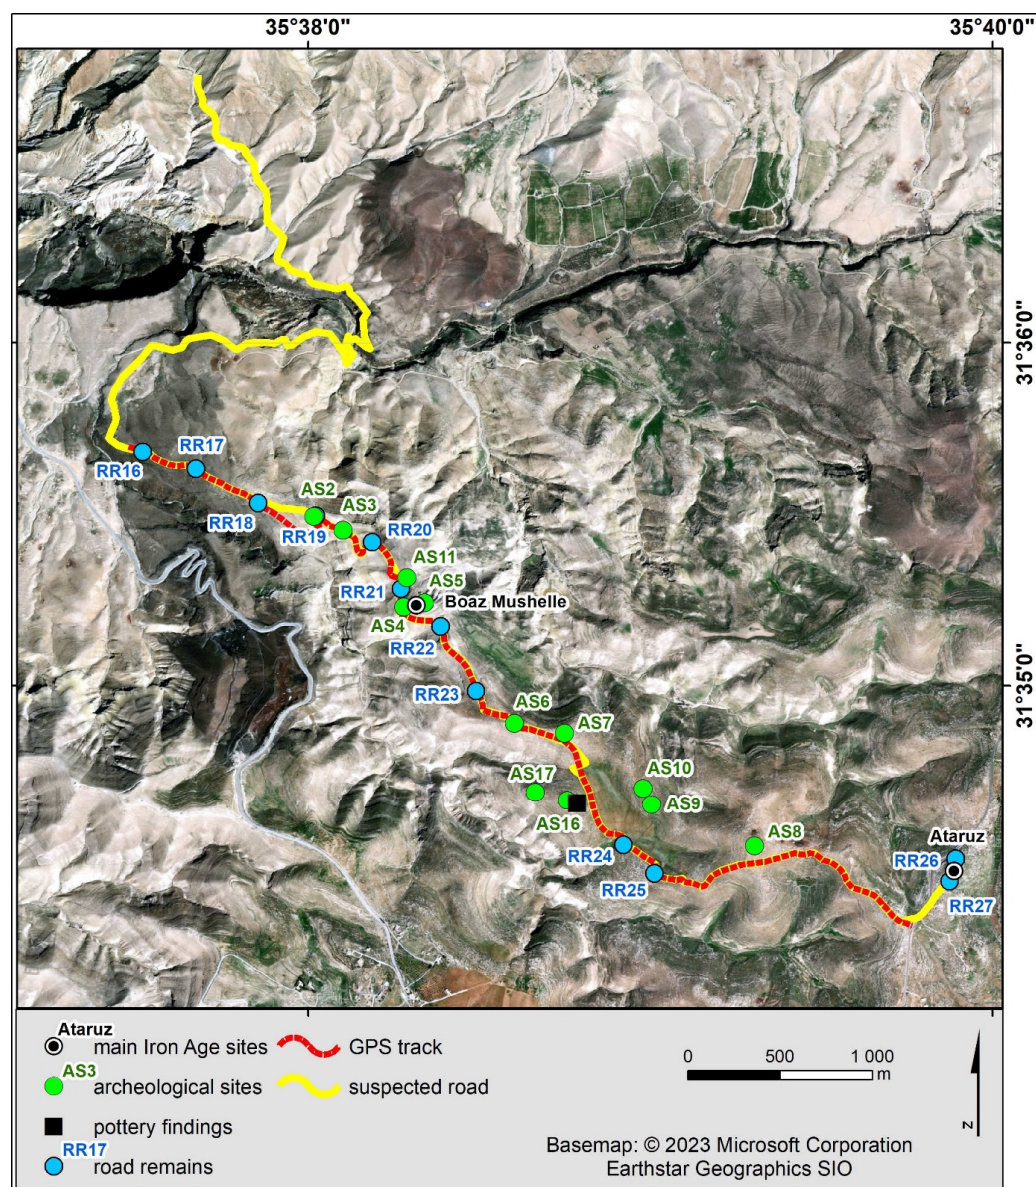 35°38'0"
35°40'0"
31°36'0"
RR17
RR16
AS2
AS3
RR18
RR19
RR20
AS11
RR21
AS5
Boaz Mushelle
AS4
RR22
31°35'0"
RR23
AS6
AS7
AS17
AS10
AS16
AS9
AS8
Ataruz
RR24
RR26
RR25
RR27
Ataruz
main Iron Age sites
GPS track
0 500 1 000
m
AS3
archeological sites
suspected road
pottery findings
N
RR17
road remains
Basemap: © 2023 Microsoft Corporation
Earthstar Geographics SIO